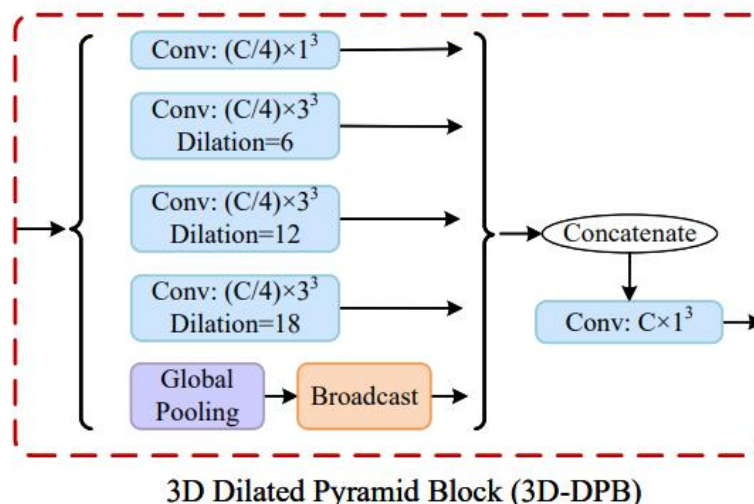 Conv: (C/4)×1³
Conv: (C/4)×3³
Dilation=6
Conv: (C/4)×3³
Dilation=12
Conv: (C/4)×3³
Dilation=18
Global
Pooling
Broadcast
Concatenate
Conv: C×1³
3D Dilated Pyramid Block (3D-DPB)